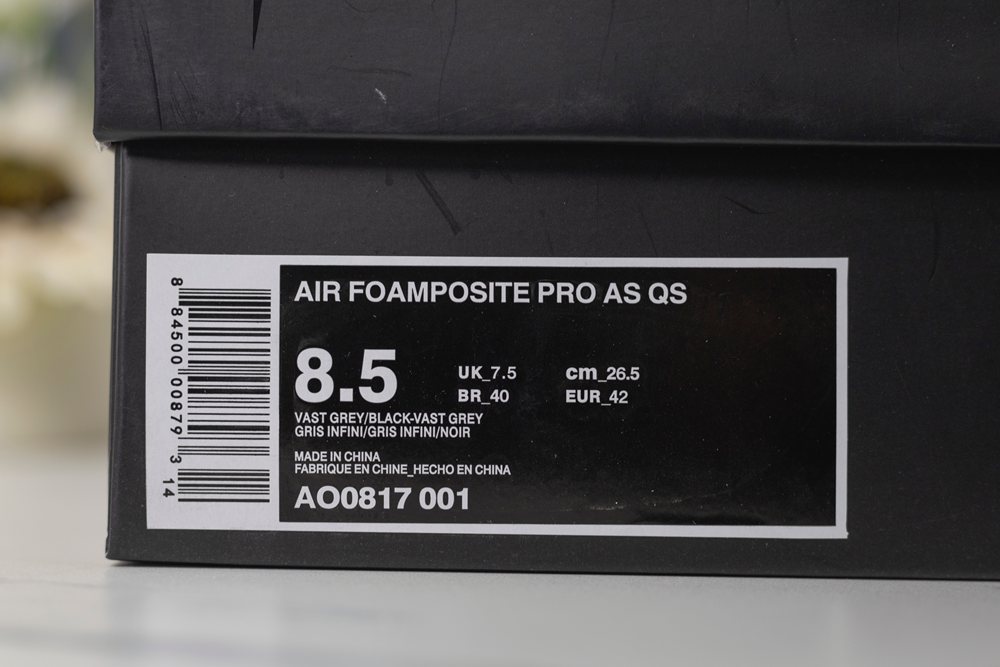 AIR FOAMPOSITE PRO AS QS
8.5
UK_7.5 cm_26.5
BR_40 EUR_42
VAST GREY/BLACK-VAST GREY
GRIS INFINI/GRIS INFINI/NOIR
MADE IN CHINA
FABRIQUE EN CHINE_HECHO EN CHINA
AO0817 001
8 84500 00879 3 14